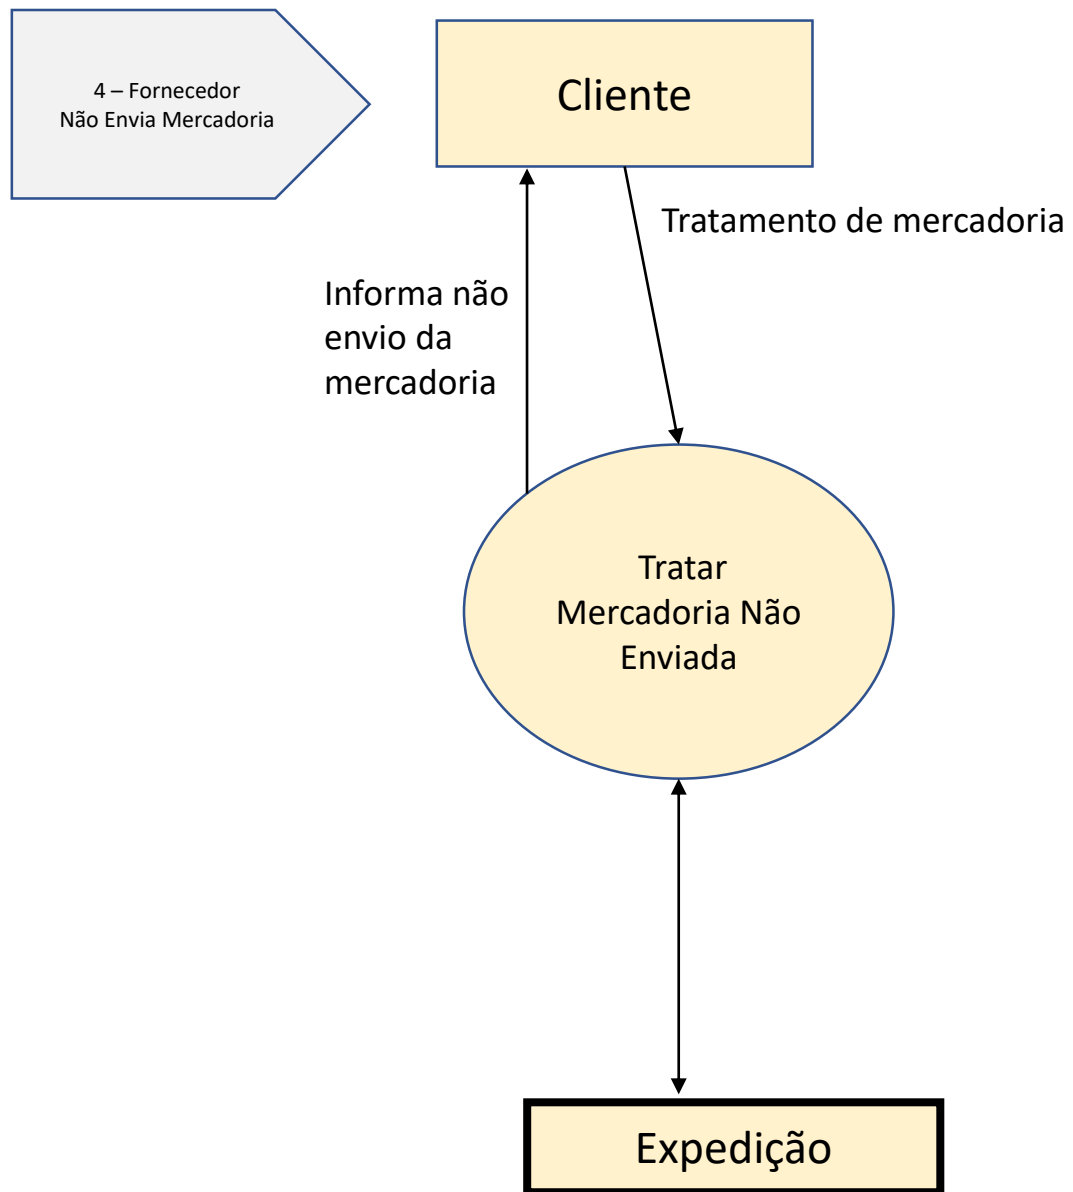 4 – Fornecedor
Não Envia Mercadoria
Cliente
Tratamento de mercadoria
Informa não
envio da
mercadoria
Tratar
Mercadoria Não
Enviada
Expedição